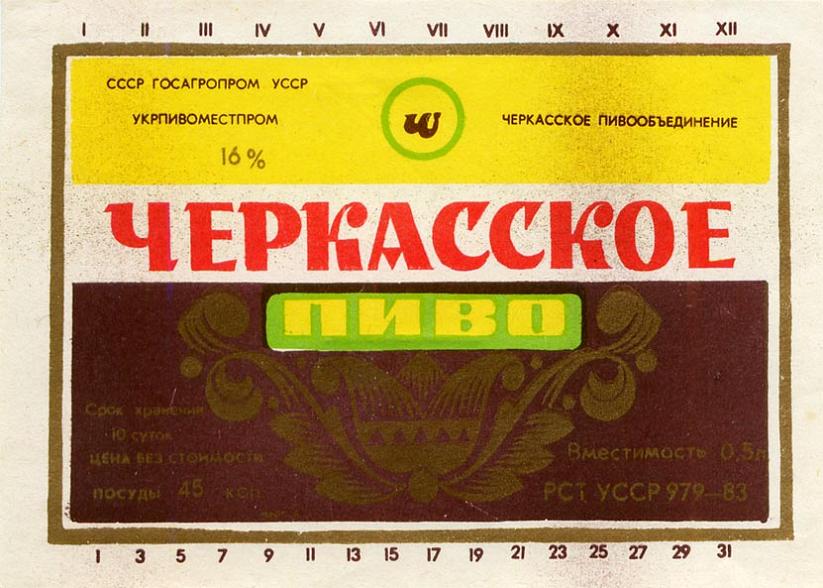 I II III IV V VI VII VIII IX X XI XII
СССР ГОСАГРОПРОМ УССР
УКРПИВОМЕСТПРОМ
ЧЕРКАССКОЕ ПИВООБЪЕДИНЕНИЕ
16%
ЧЕРКАССКОЕ
ПИВО
Срок хранения
10 суток
ЦЕНА БЕЗ СТОИМОСТИ
посуды 45 коп
Вместимость 0,5л
РСТ УССР 979–83
1 3 5 7 9 11 13 15 17 19 21 23 25 27 29 31